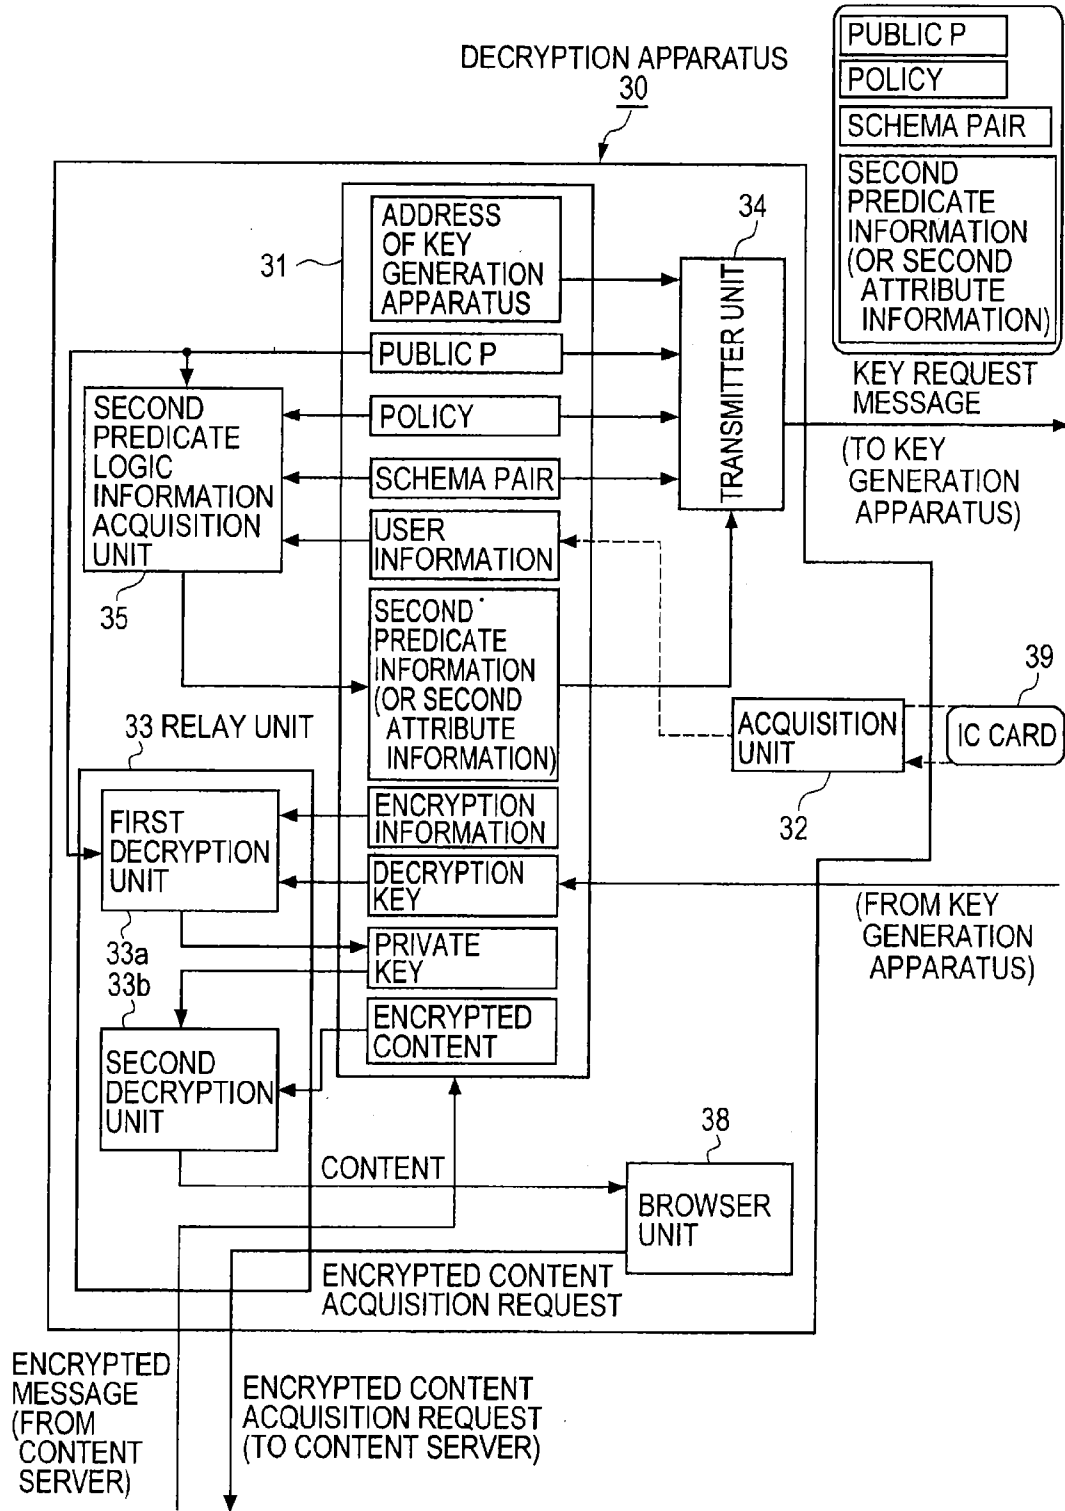 DECRYPTION APPARATUS
30
PUBLIC P
POLICY
SCHEMA PAIR
SECOND
PREDICATE
INFORMATION
(OR SECOND
ATTRIBUTE
INFORMATION)
KEY REQUEST
MESSAGE
(TO KEY
GENERATION
APPARATUS)
31
ADDRESS
OF KEY
GENERATION
APPARATUS
PUBLIC P
POLICY
SCHEMA PAIR
USER
INFORMATION
SECOND
PREDICATE
INFORMATION
(OR SECOND
ATTRIBUTE
INFORMATION)
ENCRYPTION
INFORMATION
DECRYPTION
KEY
PRIVATE
KEY
ENCRYPTED
CONTENT
34
TRANSMITTER UNIT
SECOND
PREDICATE
LOGIC
INFORMATION
ACQUISITION
UNIT
35
39
IC CARD
ACQUISITION
UNIT
32
(FROM KEY
GENERATION
APPARATUS)
33 RELAY UNIT
FIRST
DECRYPTION
UNIT
33a
33b
SECOND
DECRYPTION
UNIT
CONTENT
38
BROWSER
UNIT
ENCRYPTED CONTENT
ACQUISITION REQUEST
ENCRYPTED
MESSAGE
(FROM
CONTENT
SERVER)
ENCRYPTED CONTENT
ACQUISITION REQUEST
(TO CONTENT SERVER)